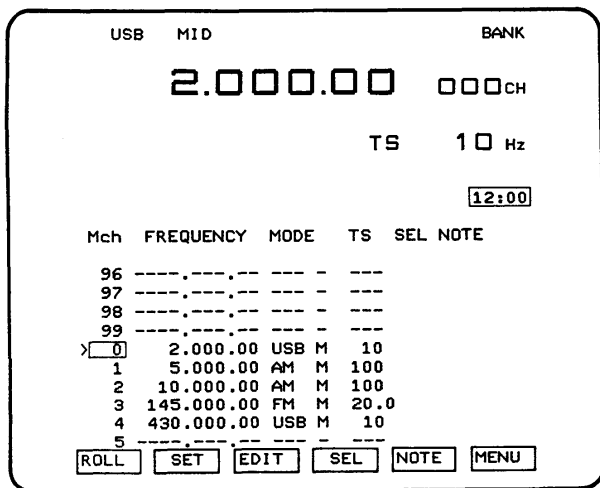 USB MID BANK
2.000.00 000CH
TS 10 Hz
12:00
Mch FREQUENCY MODE TS SEL NOTE
96 ----.---.-- --- - ---
97 ----.---.-- --- - ---
98 ----.---.-- --- - ---
99 ----.---.-- --- - ---
>0 2.000.00 USB M 10
1 5.000.00 AM M 100
2 10.000.00 AM M 100
3 145.000.00 FM M 20.0
4 430.000.00 USB M 10
5 ----.---.-- --- - ---
ROLL SET EDIT SEL NOTE MENU